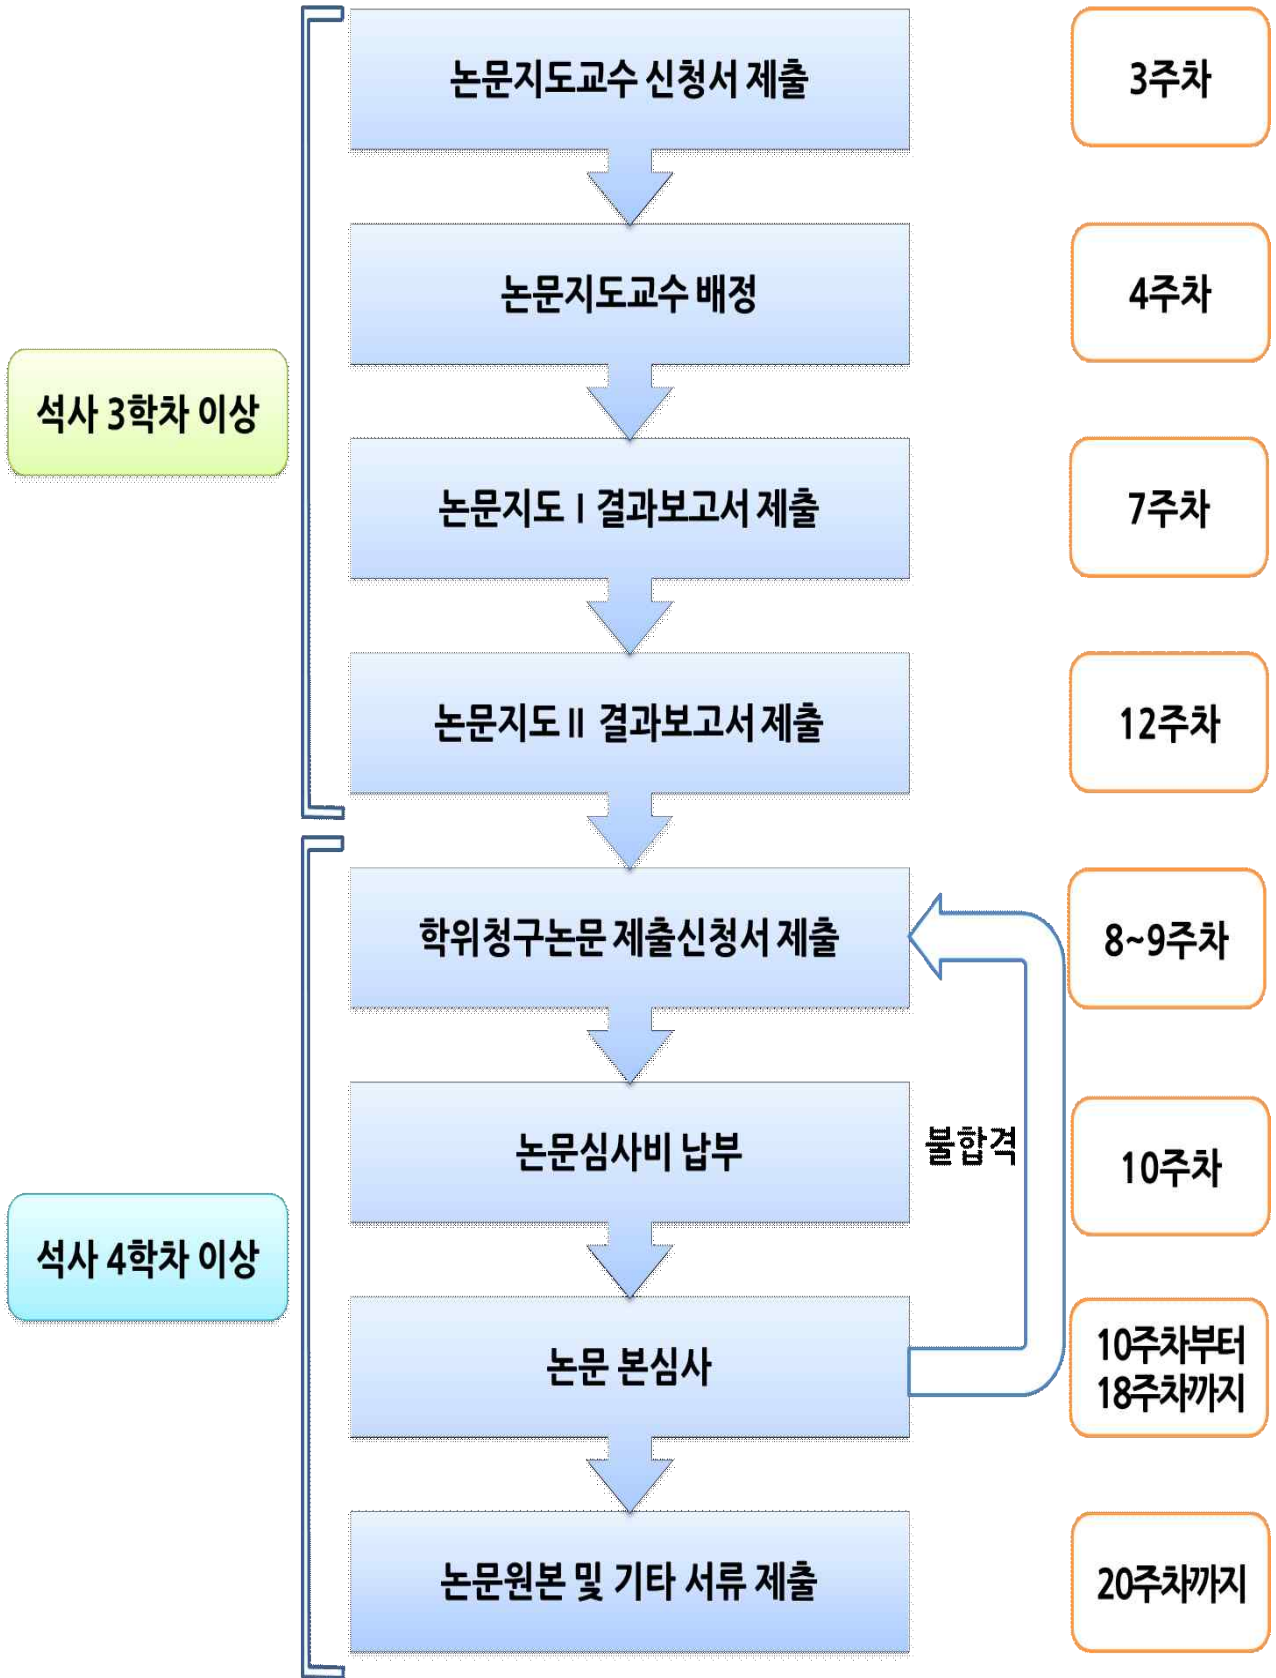 논문지도교수 신청서 제출
3주차
논문지도교수 배정
4주차
석사 3학차 이상
논문지도Ⅰ결과보고서 제출
7주차
논문지도Ⅱ 결과보고서 제출
12주차
학위청구논문 제출신청서 제출
8~9주차
논문심사비 납부
불합격
10주차
석사 4학차 이상
논문 본심사
10주차부터
18주차까지
논문원본 및 기타 서류 제출
20주차까지